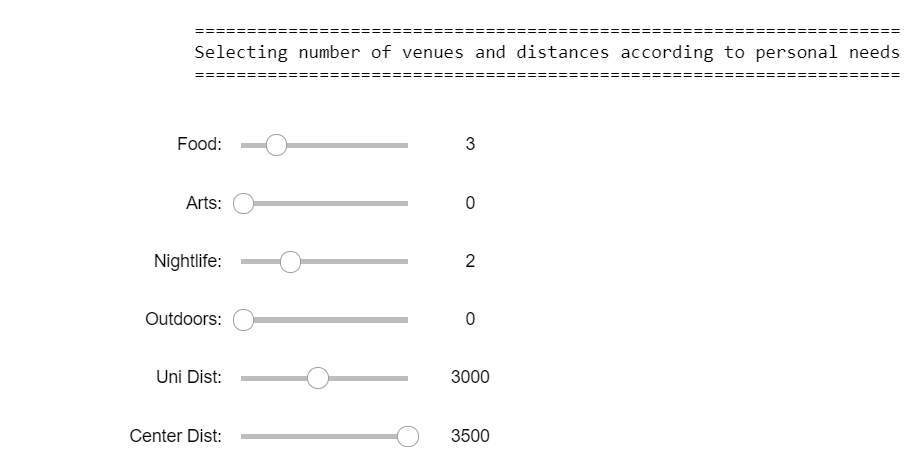 ====================================================================
Selecting number of venues and distances according to personal needs
====================================================================
Food: 3
Arts: 0
Nightlife: 2
Outdoors: 0
Uni Dist: 3000
Center Dist: 3500